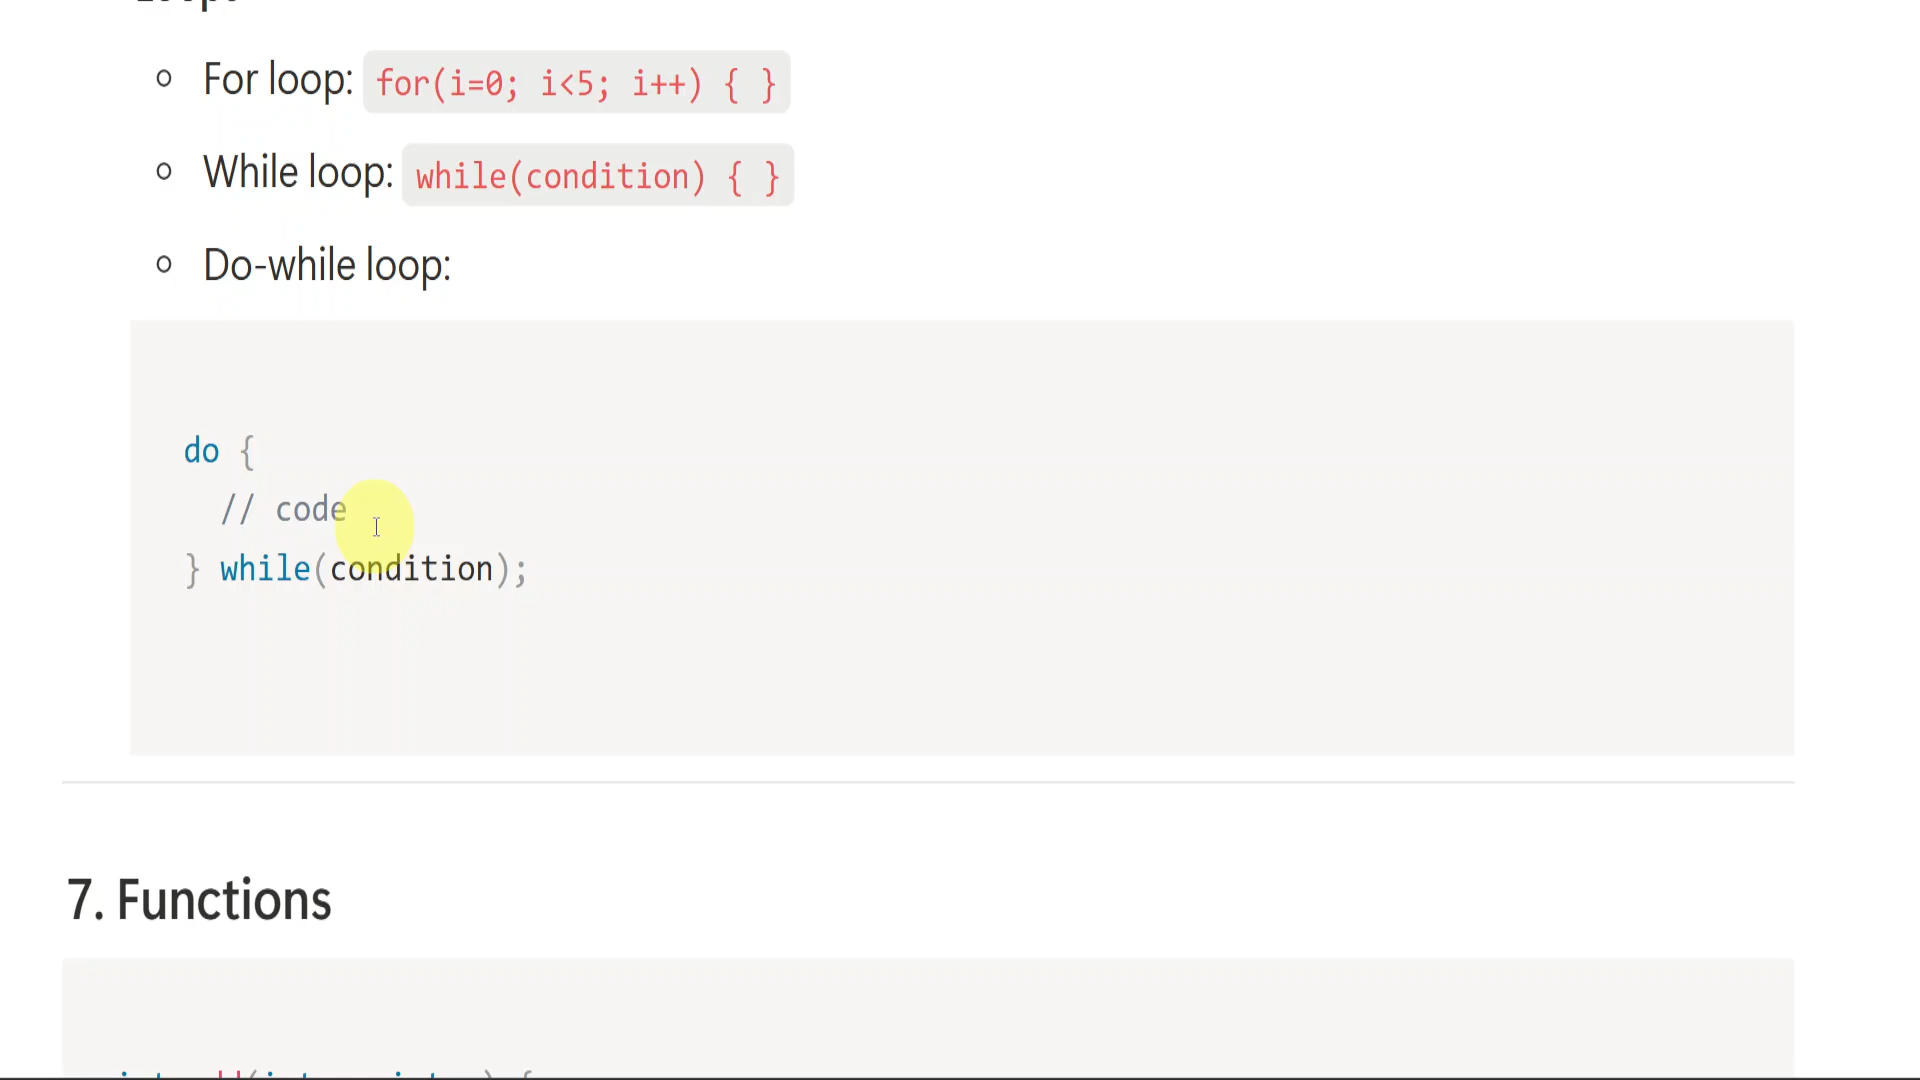 For loop: for(i=0; i<5; i++) { }
While loop: while(condition) { }
Do-while loop:
do {
// code
} while(condition);
7. Functions